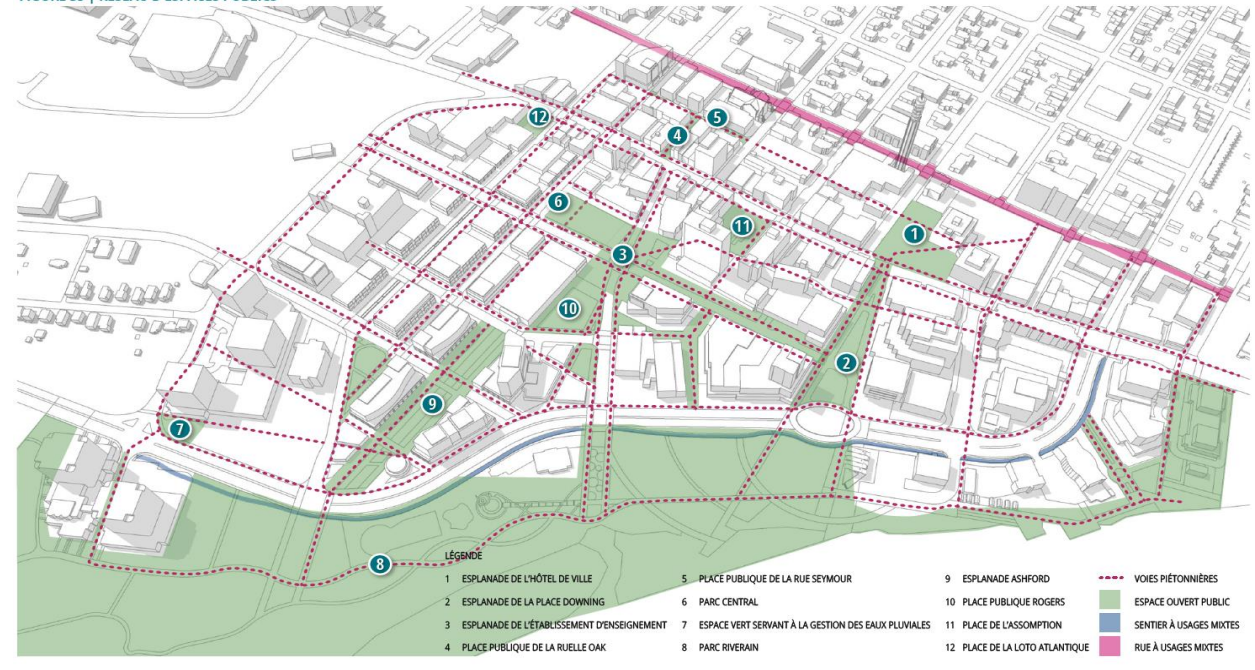 12
5
4
6
11
1
3
10
2
9
7
8
LÉGENDE
1 ESPLANADE DE L'HÔTEL DE VILLE
2 ESPLANADE DE LA PLACE DOWNING
3 ESPLANADE DE L'ÉTABLISSEMENT D'ENSEIGNEMENT
4 PLACE PUBLIQUE DE LA RUELLE OAK
5 PLACE PUBLIQUE DE LA RUE SEYMOUR
6 PARC CENTRAL
7 ESPACE VERT SERVANT À LA GESTION DES EAUX PLUVIALES
8 PARC RIVERAIN
9 ESPLANADE ASHFORD
10 PLACE PUBLIQUE ROGERS
11 PLACE DE L'ASSOMPTION
12 PLACE DE LA LOTO ATLANTIQUE
VOIES PIÉTONNIÈRES
ESPACE OUVERT PUBLIC
SENTIER À USAGES MIXTES
RUE À USAGES MIXTES